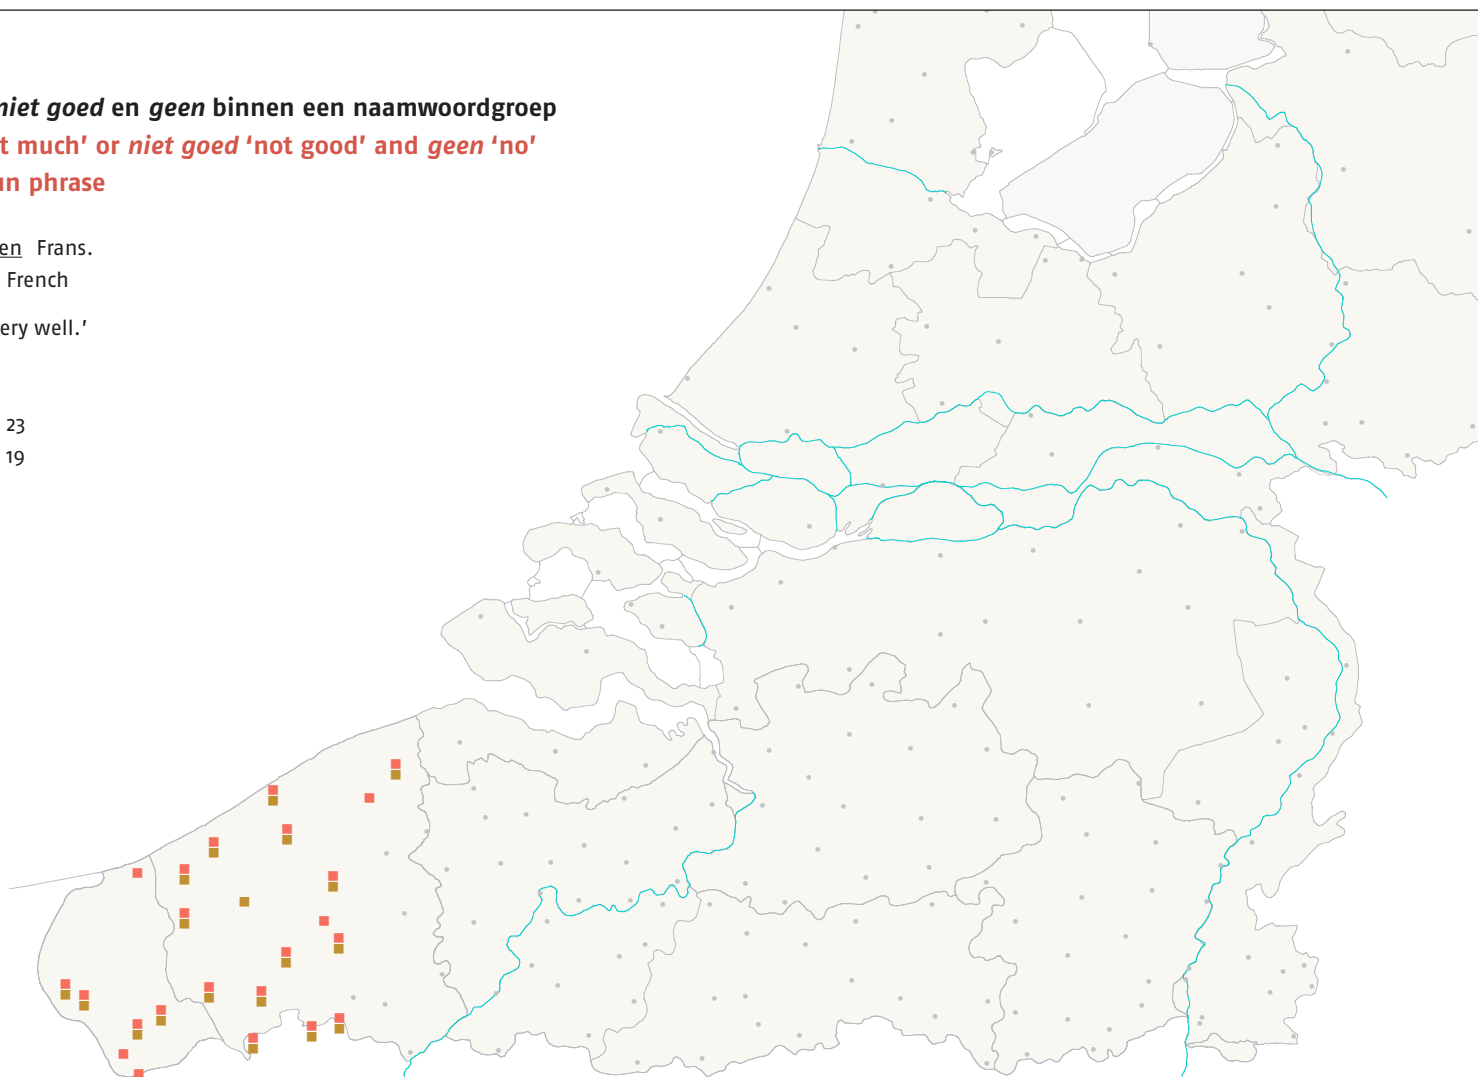 niet goed en geen binnen een naamwoordgroep
t much’ or niet goed ‘not good’ and geen ‘no’
un phrase
en Frans.
French
ery well.’
23
19